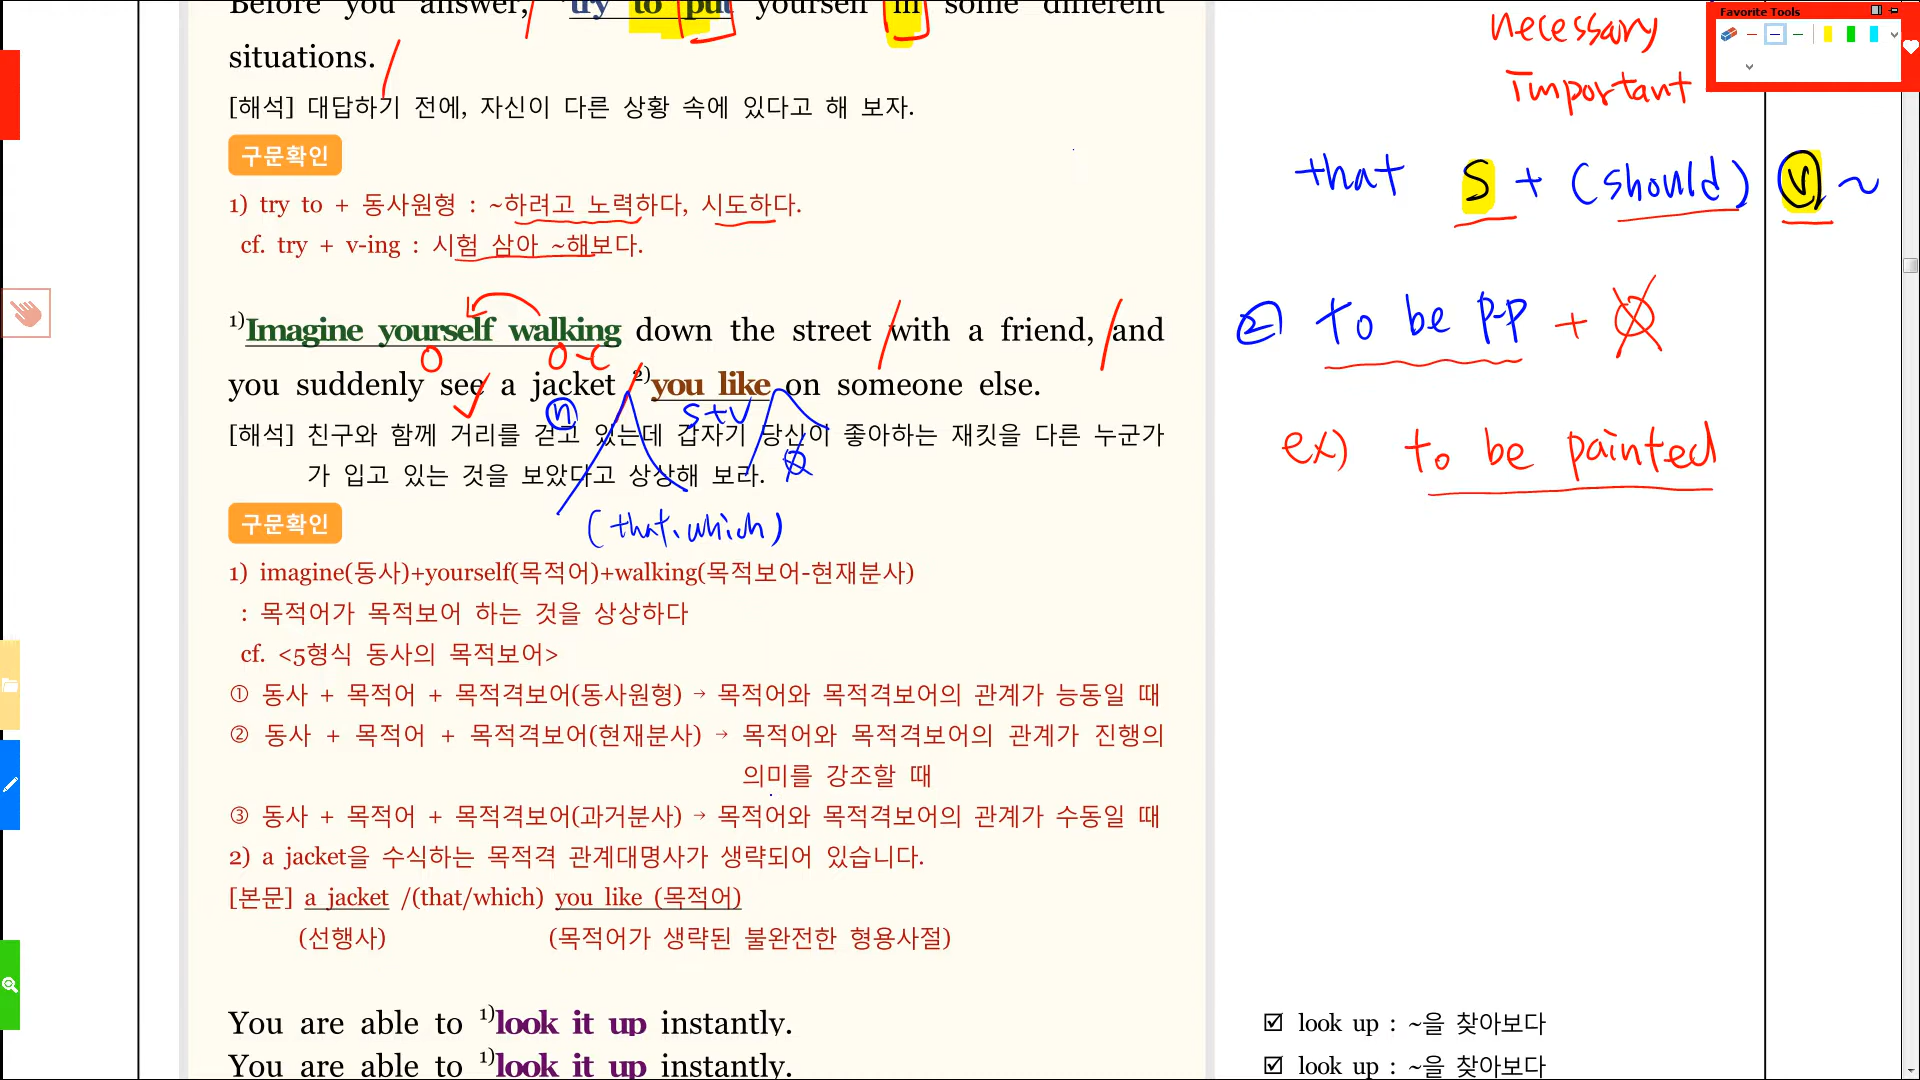 Before you answer, try to put yourself in some different
situations.
[해석] 대답하기 전에, 자신이 다른 상황 속에 있다고 해 보자.
구문확인
1) try to + 동사원형 : ~하려고 노력하다, 시도하다.
cf. try + v-ing : 시험 삼아 ~해보다.
1)Imagine yourself walking down the street with a friend, and
O O·C
you suddenly see a jacket 2)you like on someone else.
n S+V
[해석] 친구와 함께 거리를 걷고 있는데 갑자기 당신이 좋아하는 재킷을 다른 누군가
가 입고 있는 것을 보았다고 상상해 보라.
(that, which)
구문확인
1) imagine(동사)+yourself(목적어)+walking(목적보어-현재분사)
: 목적어가 목적보어 하는 것을 상상하다
cf. <5형식 동사의 목적보어>
① 동사 + 목적어 + 목적격보어(동사원형) → 목적어와 목적격보어의 관계가 능동일 때
② 동사 + 목적어 + 목적격보어(현재분사) → 목적어와 목적격보어의 관계가 진행의
의미를 강조할 때
③ 동사 + 목적어 + 목적격보어(과거분사) → 목적어와 목적격보어의 관계가 수동일 때
2) a jacket을 수식하는 목적격 관계대명사가 생략되어 있습니다.
[본문] a jacket /(that/which) you like (목적어)
(선행사) (목적어가 생략된 불완전한 형용사절)
You are able to 1)look it up instantly.
You are able to 1)look it up instantly.
Favorite Tools
necessary
important
that S + (should) V ~
② to be p.p + O
ex) to be painted
☑ look up : ~을 찾아보다
☑ look up : ~을 찾아보다